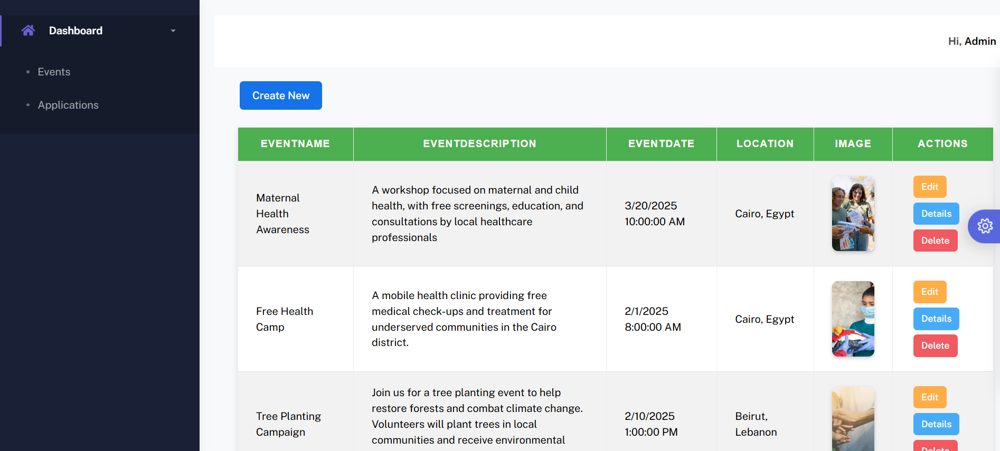 Dashboard
Events
Applications
Hi, Admin
Create New
EVENTNAME EVENTDESCRIPTION EVENTDATE LOCATION IMAGE ACTIONS
Maternal
Health
Awareness
A workshop focused on maternal and child
health, with free screenings, education, and
consultations by local healthcare
professionals
3/20/2025
10:00:00 AM
Cairo, Egypt
Edit
Details
Delete
Free Health
Camp
A mobile health clinic providing free
medical check-ups and treatment for
underserved communities in the Cairo
district.
2/1/2025
8:00:00 AM
Cairo, Egypt
Edit
Details
Delete
Tree Planting
Campaign
Join us for a tree planting event to help
restore forests and combat climate change.
Volunteers will plant trees in local
communities and receive environmental
2/10/2025
1:00:00 PM
Beirut,
Lebanon
Edit
Details
Delete